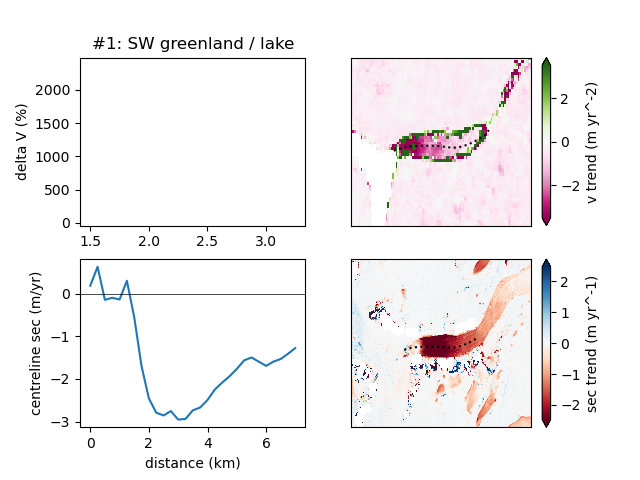 #1: SW greenland / lake
delta V (%)
2000
1500
1000
500
0
1.5 2.0 2.5 3.0
2
0
−2
v trend (m yr^-2)
centreline sec (m/yr)
0
−1
−2
−3
0 2 4 6
distance (km)
2
1
0
−1
−2
sec trend (m yr^-1)